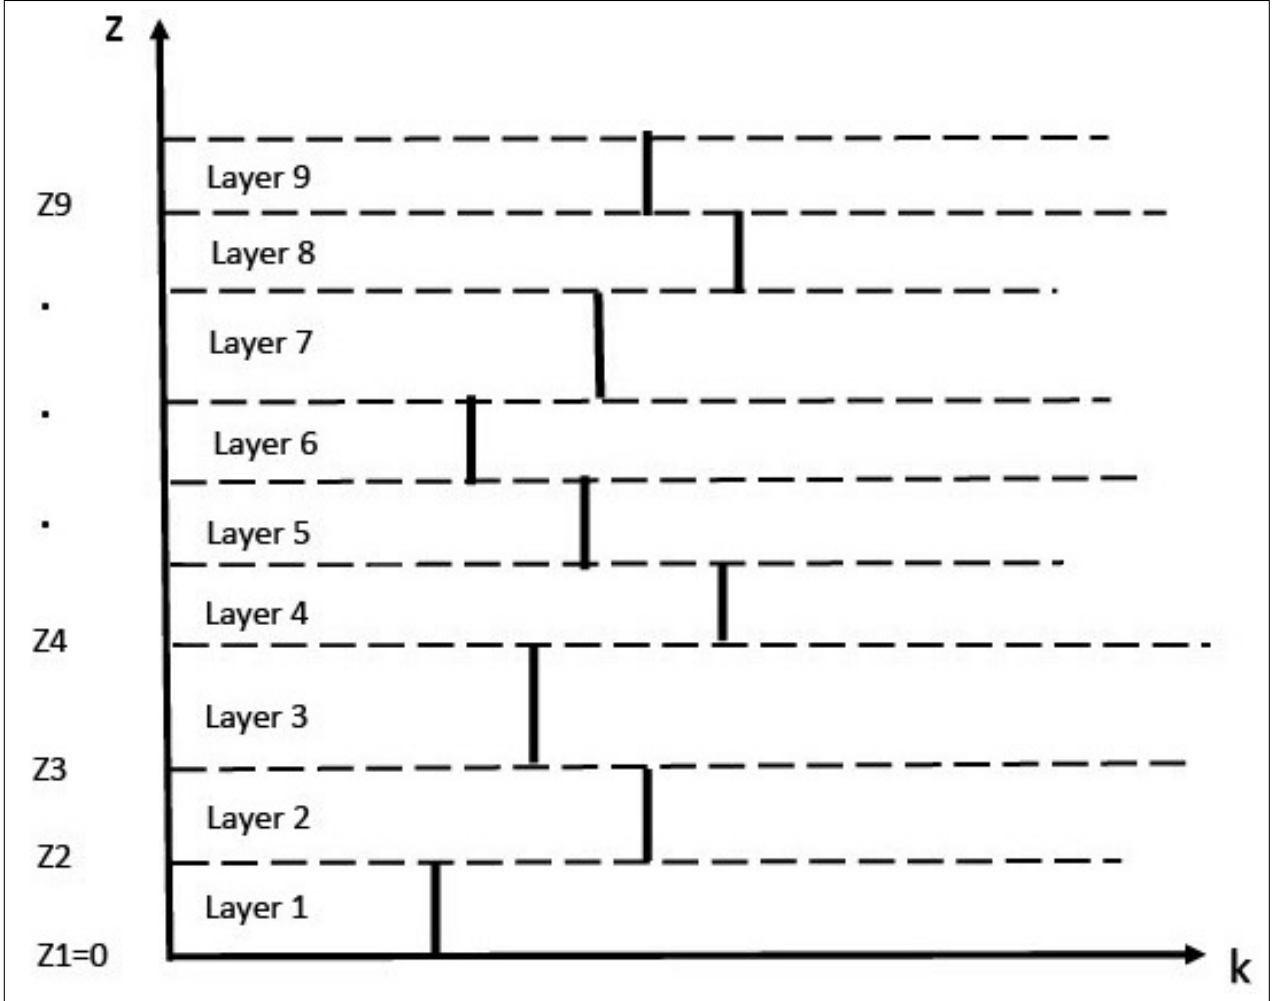 Z
Layer 9
Z9
Layer 8
.
Layer 7
.
Layer 6
.
Layer 5
Layer 4
Z4
Layer 3
Z3
Layer 2
Z2
Layer 1
Z1=0
k